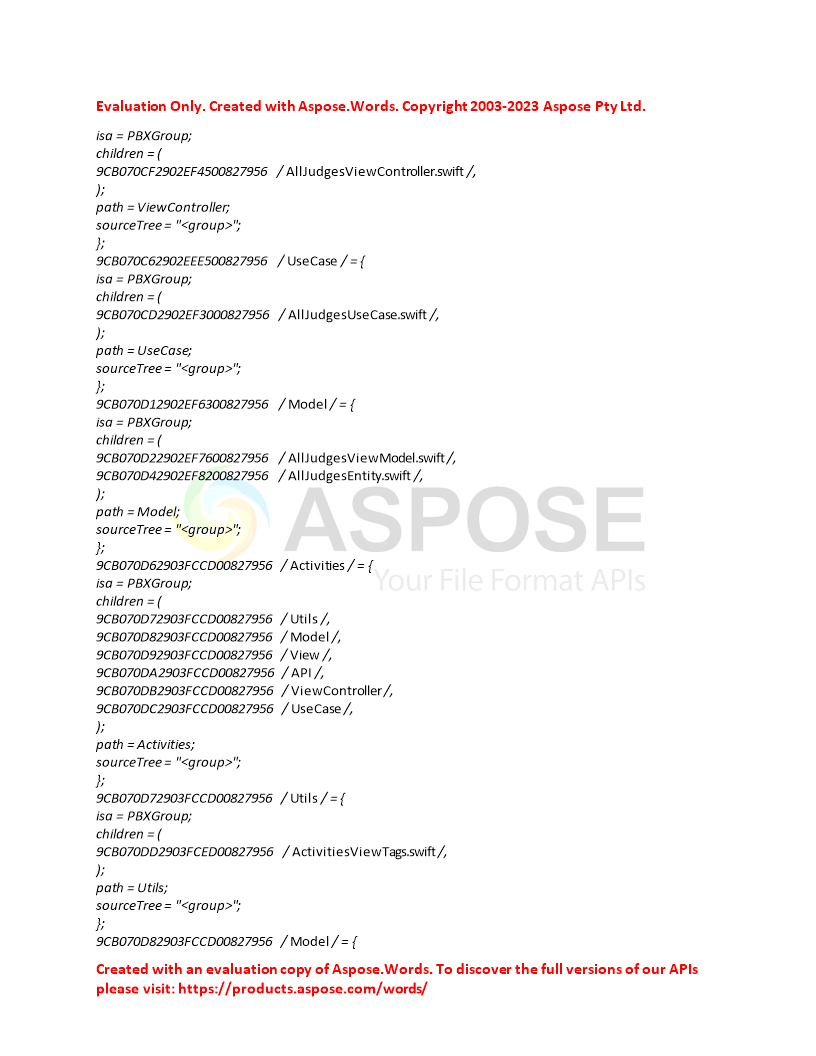 Evaluation Only. Created with Aspose.Words. Copyright 2003-2023 Aspose Pty Ltd.
isa = PBXGroup;
children = (
9CB070CF2902EF4500827956 / AllJudgesViewController.swift /,
);
path = ViewController;
sourceTree = "<group>";
};
9CB070C62902EEE500827956 / UseCase / = {
isa = PBXGroup;
children = (
9CB070CD2902EF3000827956 / AllJudgesUseCase.swift /,
);
path = UseCase;
sourceTree = "<group>";
};
9CB070D12902EF6300827956 / Model / = {
isa = PBXGroup;
children = (
9CB070D22902EF7600827956 / AllJudgesViewModel.swift /,
9CB070D42902EF8200827956 / AllJudgesEntity.swift /,
);
path = Model;
sourceTree = "<group>";
};
9CB070D62903FCCD00827956 / Activities / = {
isa = PBXGroup;
children = (
9CB070D72903FCCD00827956 / Utils /,
9CB070D82903FCCD00827956 / Model /,
9CB070D92903FCCD00827956 / View /,
9CB070DA2903FCCD00827956 / API /,
9CB070DB2903FCCD00827956 / ViewController /,
9CB070DC2903FCCD00827956 / UseCase /,
);
path = Activities;
sourceTree = "<group>";
};
9CB070D72903FCCD00827956 / Utils / = {
isa = PBXGroup;
children = (
9CB070DD2903FCED00827956 / ActivitiesViewTags.swift /,
);
path = Utils;
sourceTree = "<group>";
};
9CB070D82903FCCD00827956 / Model / = {
ASPOSE
Your File Format APIs
Created with an evaluation copy of Aspose.Words. To discover the full versions of our APIs
please visit: https://products.aspose.com/words/